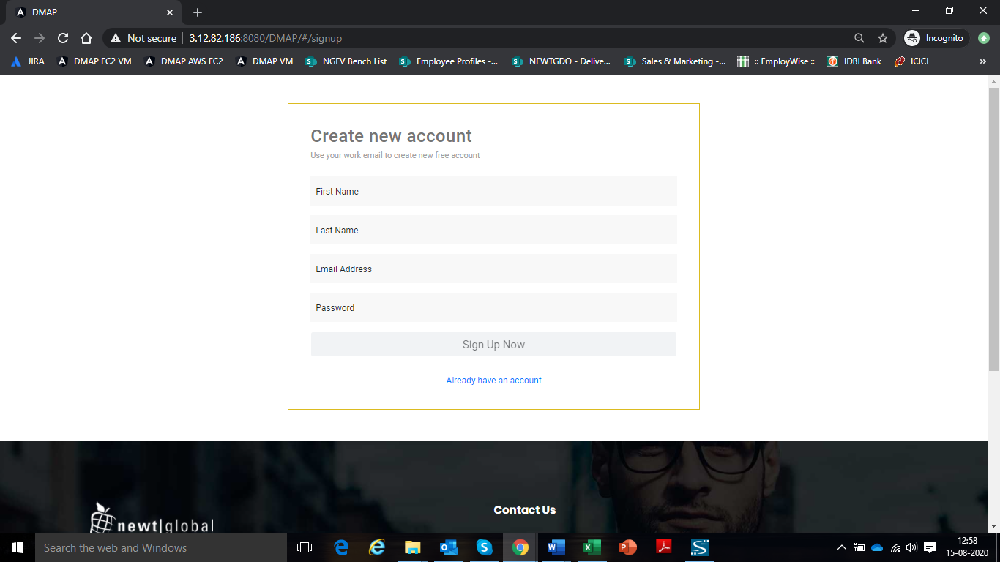 DMAP
Not secure
3.12.82.186:8080/DMAP/#/signup
Incognito
JIRA
DMAP EC2 VM
DMAP AWS EC2
DMAP VM
NGFV Bench List
Employee Profiles -...
NEWTGDO - Delive...
Sales & Marketing -...
:: EmployWise ::
IDBI Bank
ICICI
»
Create new account
Use your work email to create new free account
First Name
Last Name
Email Address
Password
Sign Up Now
Already have an account
newt|global
Contact Us
Search the web and Windows
12:58
15-08-2020